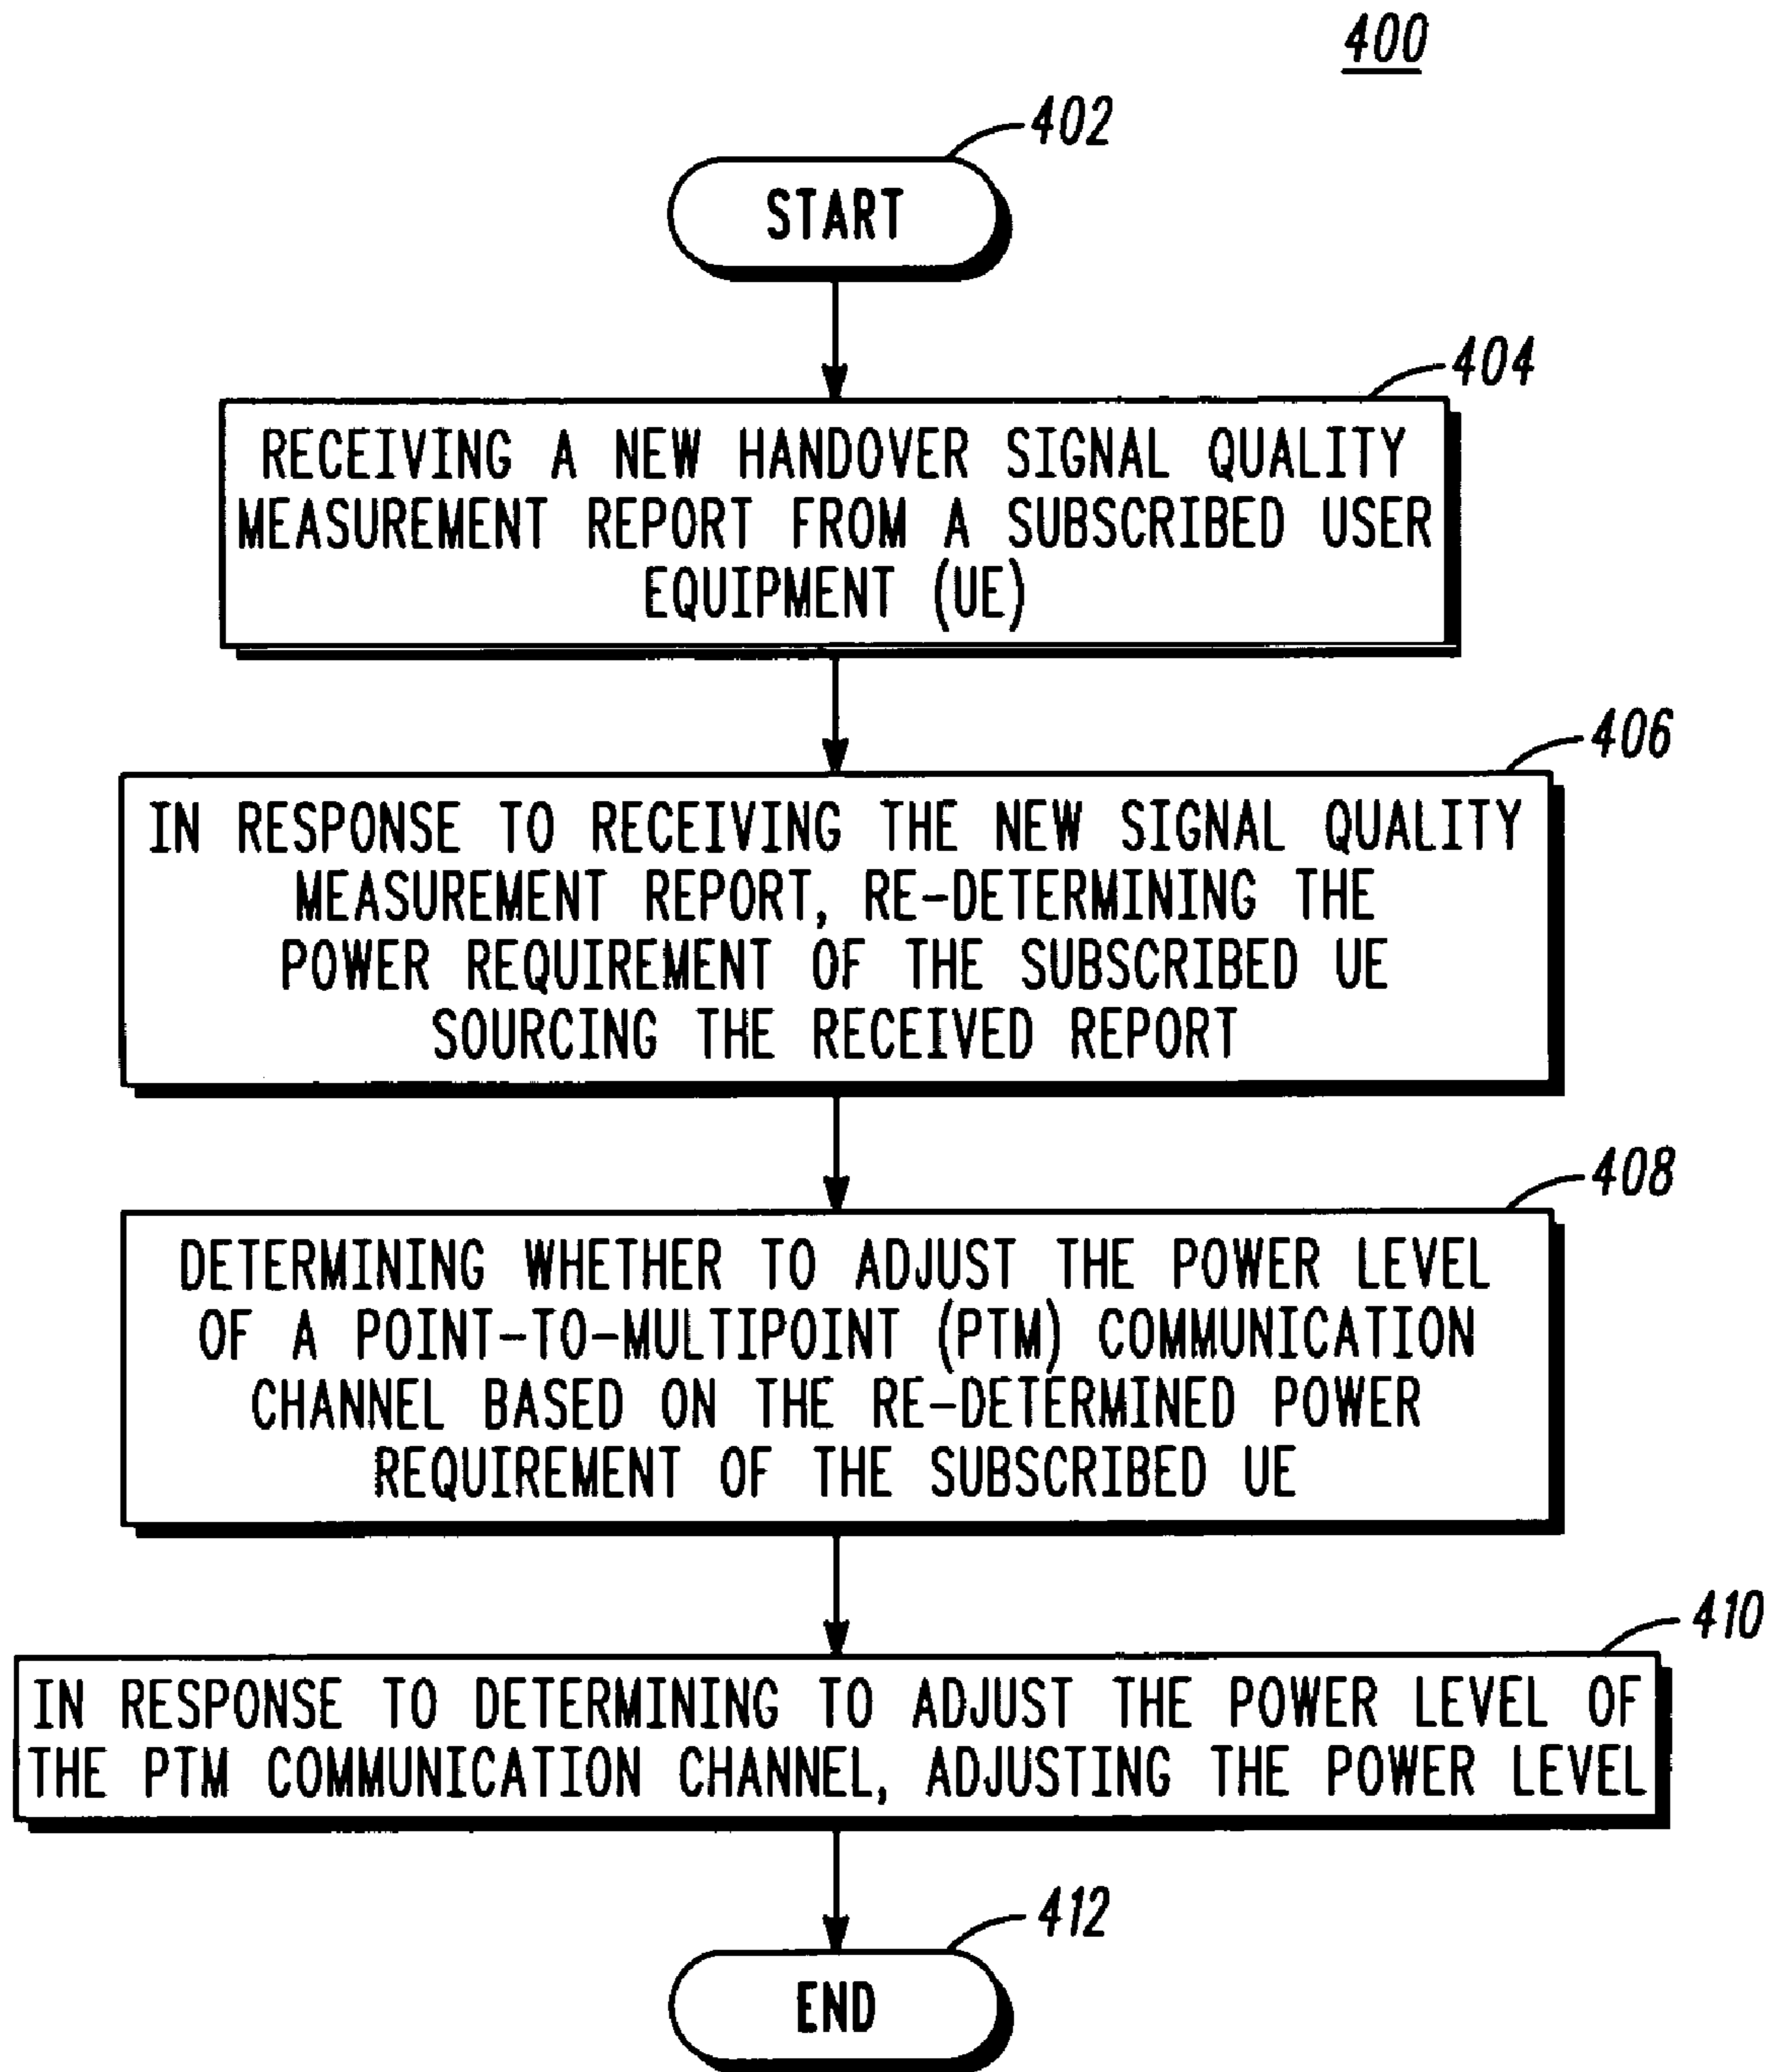 400
402
START
404
RECEIVING A NEW HANDOVER SIGNAL QUALITY
MEASUREMENT REPORT FROM A SUBSCRIBED USER
EQUIPMENT (UE)
406
IN RESPONSE TO RECEIVING THE NEW SIGNAL QUALITY
MEASUREMENT REPORT, RE-DETERMINING THE
POWER REQUIREMENT OF THE SUBSCRIBED UE
SOURCING THE RECEIVED REPORT
408
DETERMINING WHETHER TO ADJUST THE POWER LEVEL
OF A POINT-TO-MULTIPOINT (PTM) COMMUNICATION
CHANNEL BASED ON THE RE-DETERMINED POWER
REQUIREMENT OF THE SUBSCRIBED UE
410
IN RESPONSE TO DETERMINING TO ADJUST THE POWER LEVEL OF
THE PTM COMMUNICATION CHANNEL, ADJUSTING THE POWER LEVEL
412
END